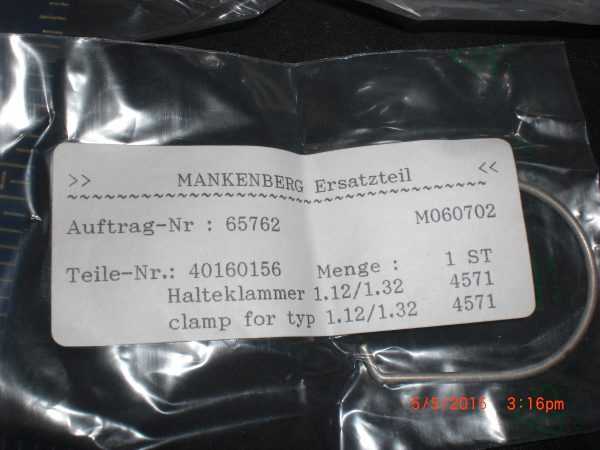 >> MANKENBERG Ersatzteil <<
~~~~~~~~~~~~~~~~~~~~~~~~~~~~~~~~~~~~~~~~
Auftrag-Nr : 65762 M060702
Teile-Nr.: 40160156 Menge : 1 ST
Halteklammer 1.12/1.32 4571
clamp for typ 1.12/1.32 4571
5/5/2015 3:16pm